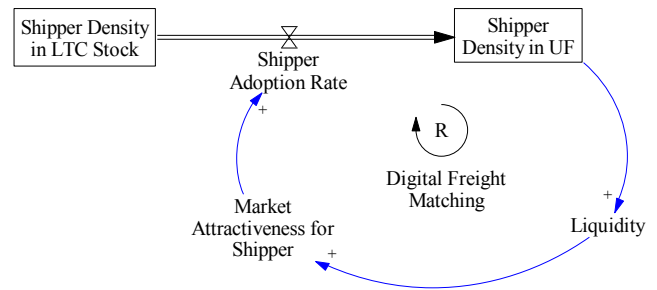 Shipper Density
in LTC Stock
Shipper
Density in UF
Shipper
Adoption Rate
+
R
Digital Freight
Matching
Market
Attractiveness for
Shipper
+
Liquidity
+